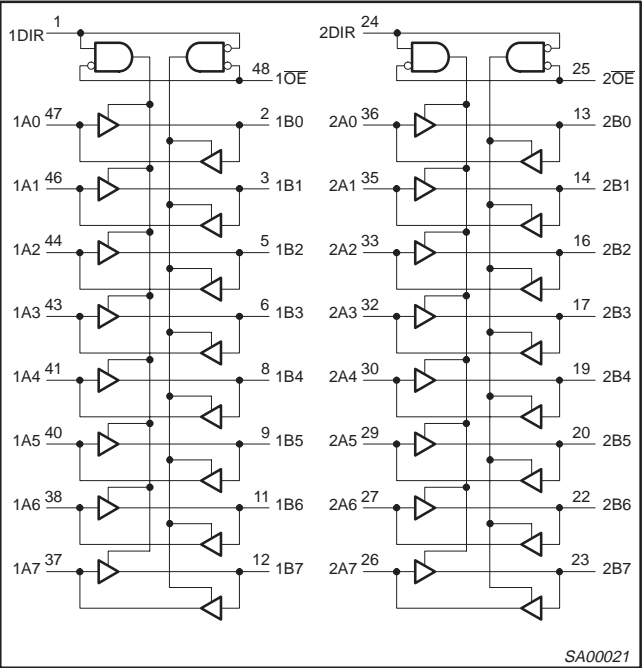 1DIR 1 2DIR 24
48 1O̅E̅ 25 2O̅E̅
1A0 47 2 1B0 2A0 36 13 2B0
1A1 46 3 1B1 2A1 35 14 2B1
1A2 44 5 1B2 2A2 33 16 2B2
1A3 43 6 1B3 2A3 32 17 2B3
1A4 41 8 1B4 2A4 30 19 2B4
1A5 40 9 1B5 2A5 29 20 2B5
1A6 38 11 1B6 2A6 27 22 2B6
1A7 37 12 1B7 2A7 26 23 2B7
SA00021